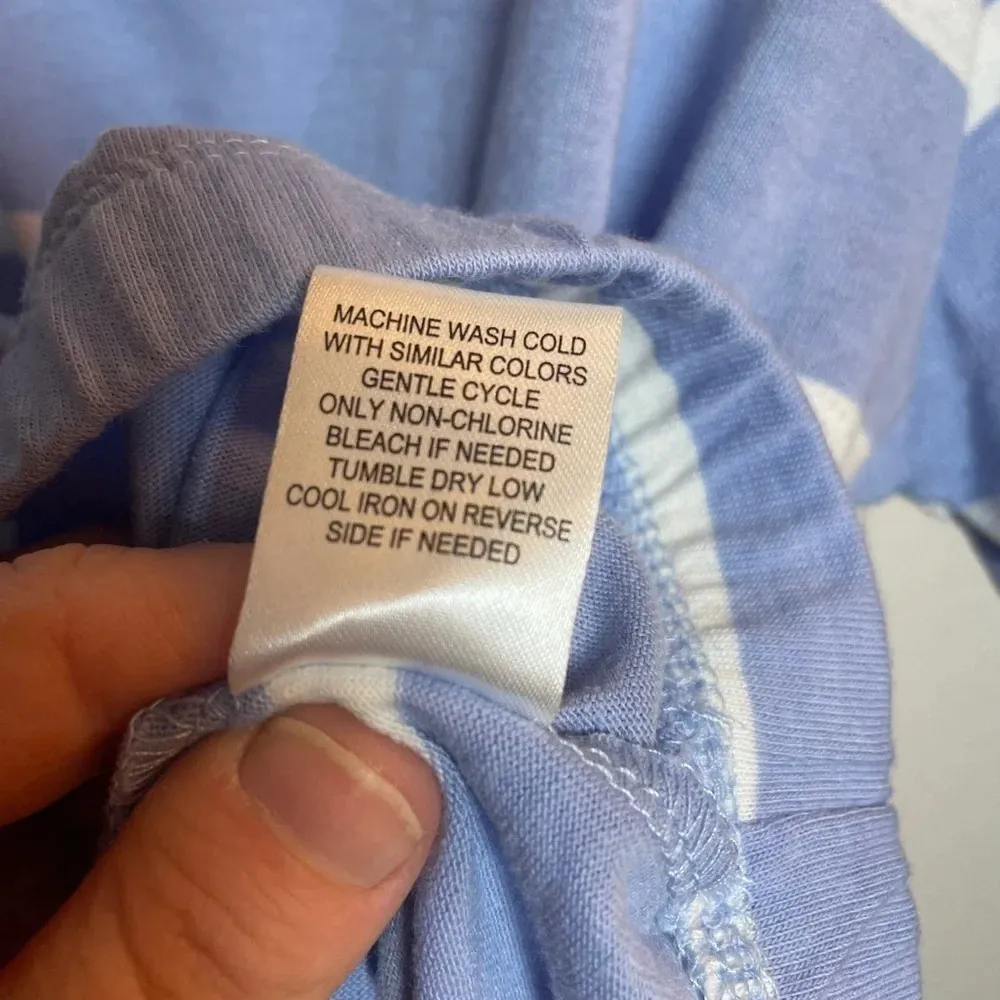 MACHINE WASH COLD
WITH SIMILAR COLORS
GENTLE CYCLE
ONLY NON-CHLORINE
BLEACH IF NEEDED
TUMBLE DRY LOW
COOL IRON ON REVERSE
SIDE IF NEEDED